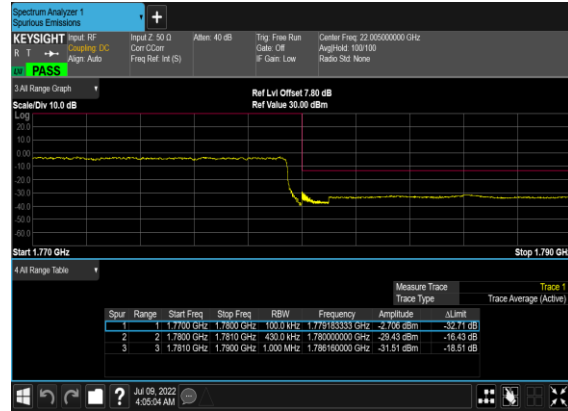 Spectrum Analyzer 1
Spurious Emissions
KEYSIGHT Input: RF Input Z: 50 Ω Atten: 40 dB Trig: Free Run Center Freq: 22.005000000 GHz
R T Coupling: DC Corr CCorr Gate: Off Avg|Hold: 100/100
Align: Auto Freq Ref: Int (S) IF Gain: Low Radio Std: None
PASS
3 All Range Graph
Ref Lvl Offset 7.80 dB
Scale/Div 10.0 dB Ref Value 30.00 dBm
Log
20.0
10.0
0.00
-10.0
-20.0
-30.0
-40.0
-50.0
-60.0
Start 1.770 GHz Stop 1.790 GH
4 All Range Table
Measure Trace Trace 1
Trace Type Trace Average (Active)
Spur Range Start Freq Stop Freq RBW Frequency Amplitude ΔLimit
1 1 1.7700 GHz 1.7800 GHz 100.0 kHz 1.779183333 GHz -2.706 dBm -32.71 dB
2 2 1.7800 GHz 1.7810 GHz 430.0 kHz 1.780000000 GHz -29.43 dBm -16.43 dB
3 3 1.7810 GHz 1.7900 GHz 1.000 MHz 1.786160000 GHz -31.51 dBm -18.51 dB
? Jul 09, 2022
4:05:04 AM